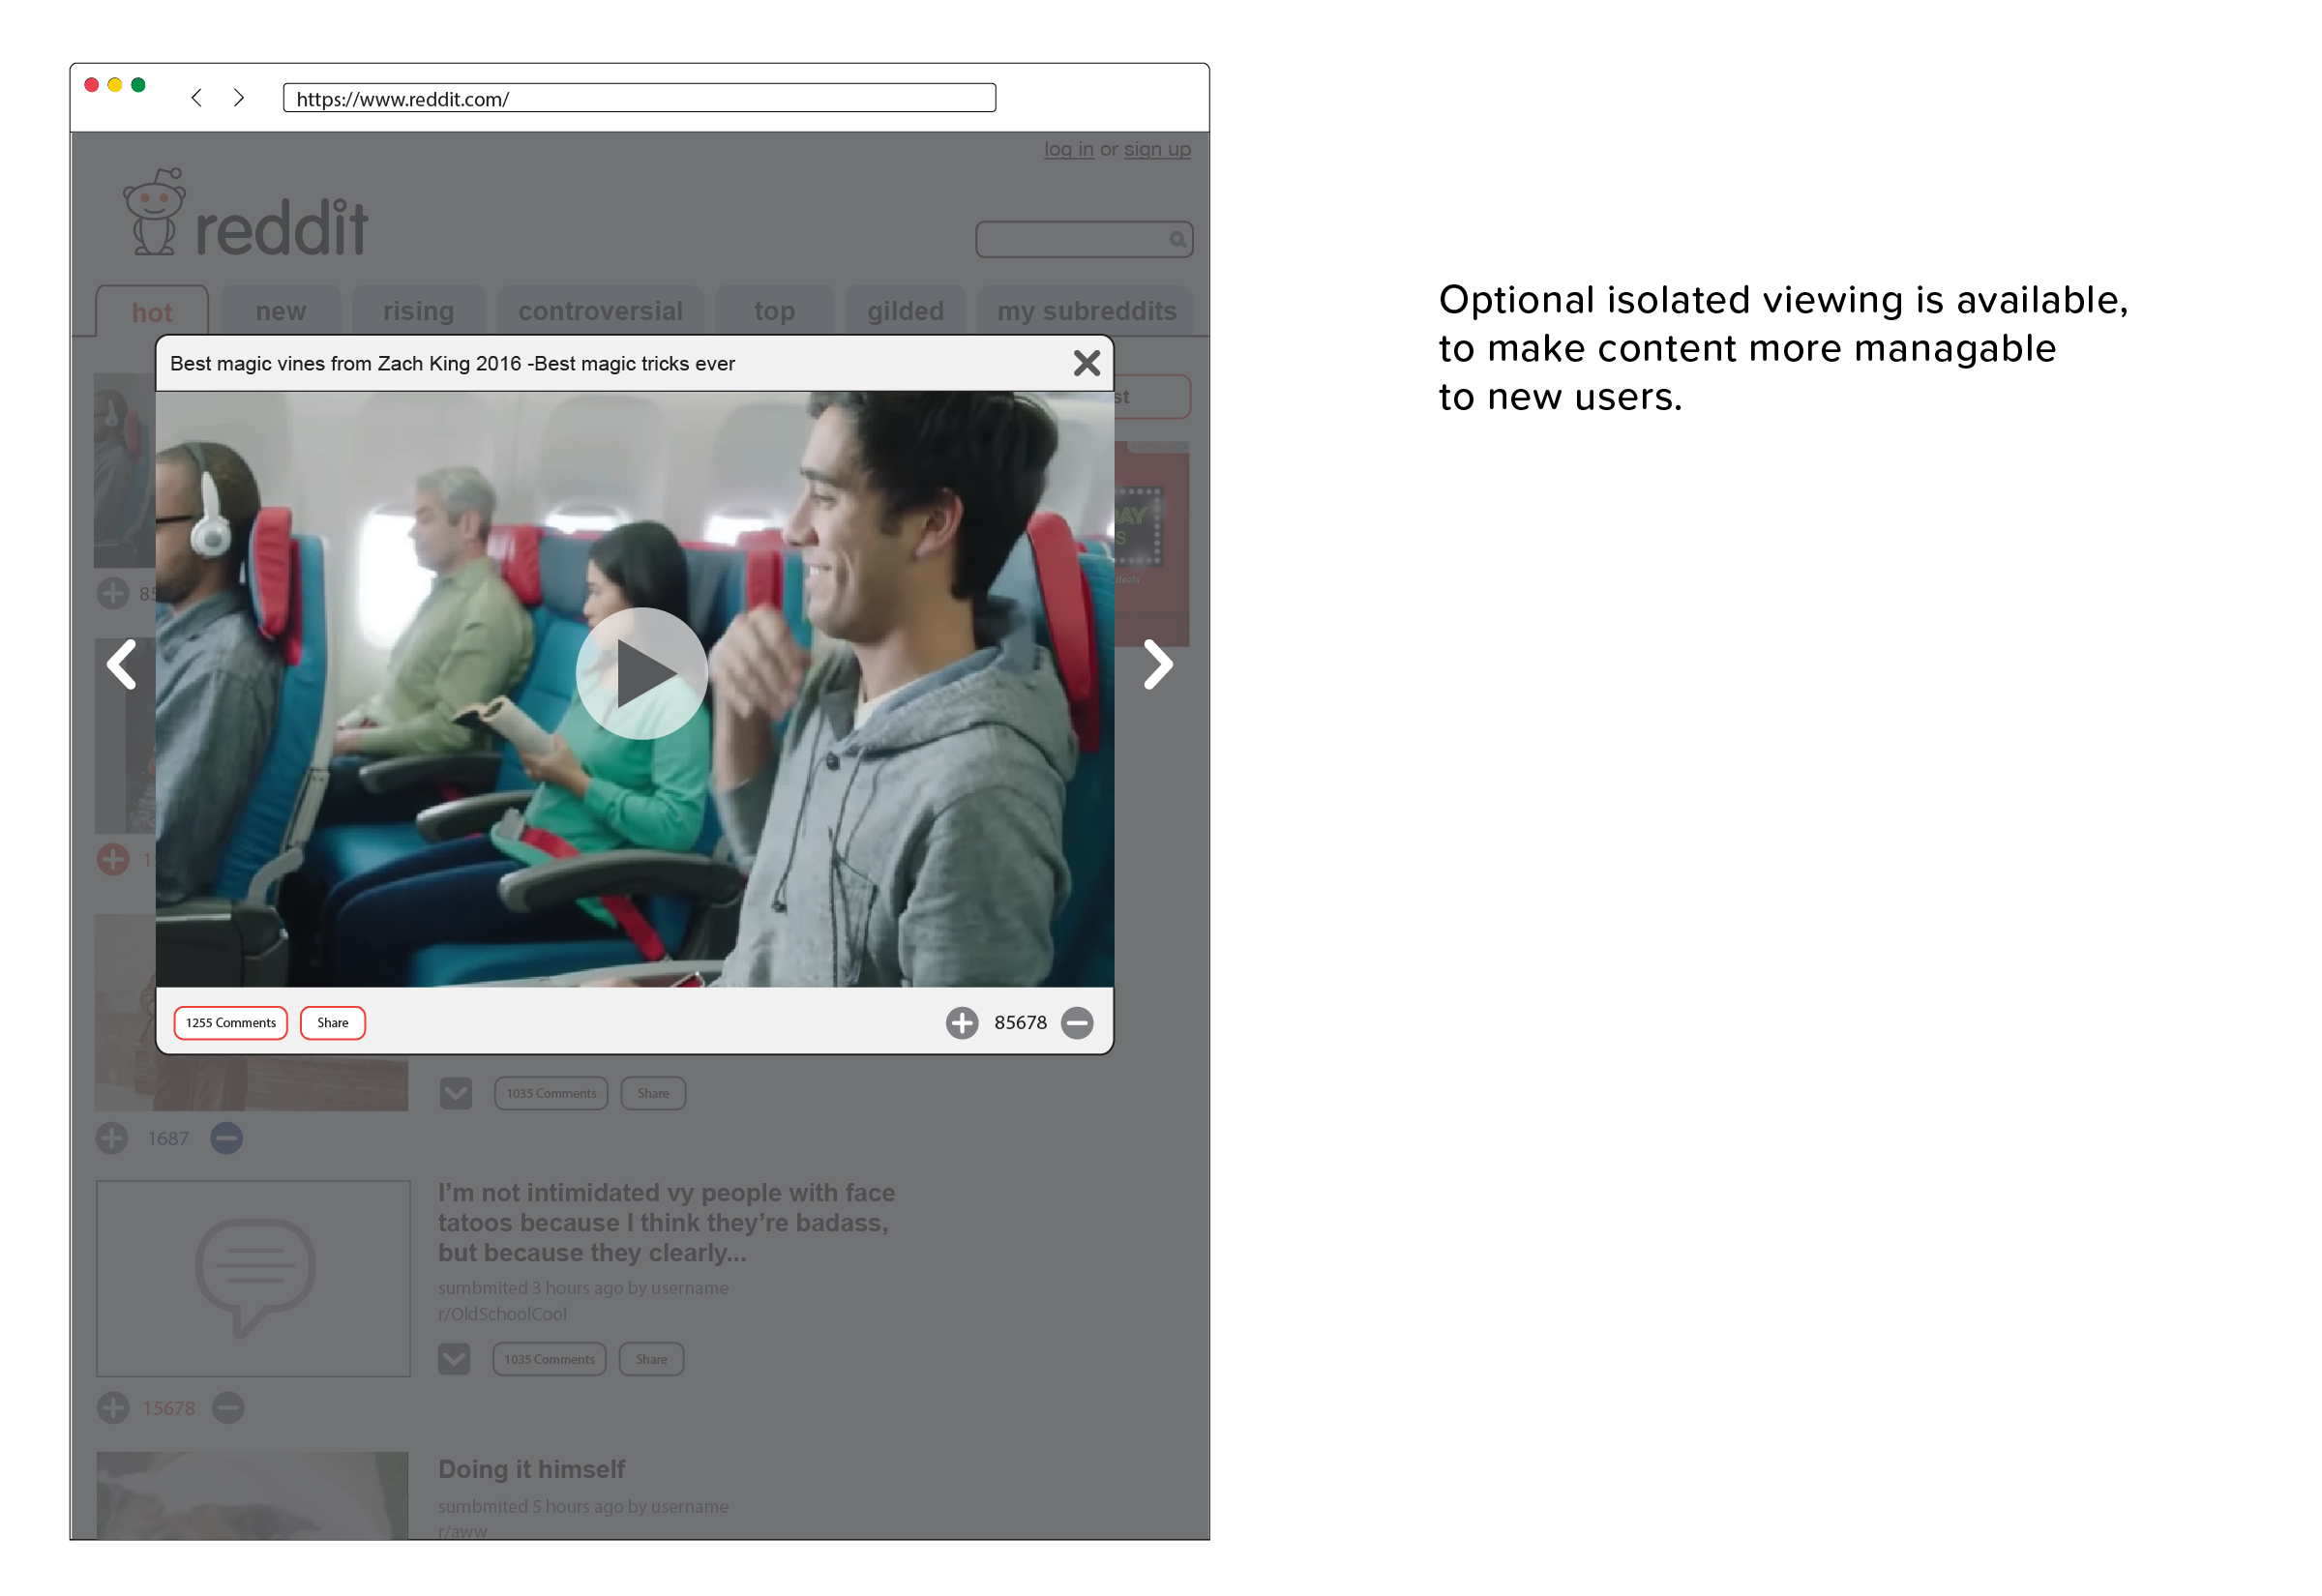 https://www.reddit.com/
log in or sign up
reddit
hot new rising controversial top gilded my subreddits
Best magic vines from Zach King 2016 -Best magic tricks ever
deals
1255 Comments Share 85678
1035 Comments Share
1687
I’m not intimidated vy people with face
tatoos because I think they’re badass,
but because they clearly...
sumbmited 3 hours ago by username
r/OldSchoolCool
1035 Comments Share
15678
Doing it himself
sumbmited 5 hours ago by username
r/aww
Optional isolated viewing is available,
to make content more managable
to new users.